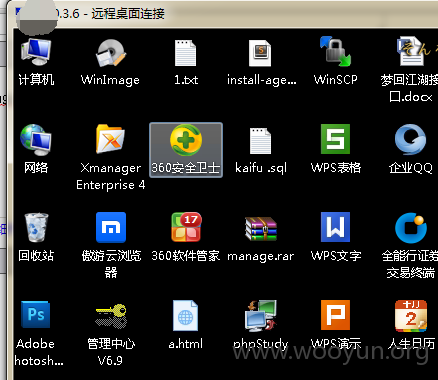 0.3.6 - 远程桌面连接
计算机
WinImage
1.txt
install-age...
WinSCP
梦回江湖接
口.docx
网络
Xmanager
Enterprise 4
360安全卫士
kaifu .sql
WPS表格
企业QQ
回收站
傲游云浏览
器
17
360软件管家
manage.rar
WPS文字
全能行证券
交易终端
Adobe
hotosh...
管理中心
V6.9
a.html
phpStudy
WPS演示
人生日历
www.wooyun.org